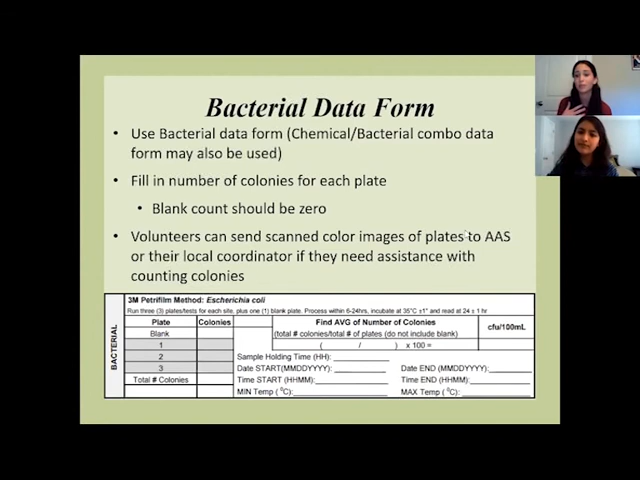 Bacterial Data Form
• Use Bacterial data form (Chemical/Bacterial combo data
form may also be used)
• Fill in number of colonies for each plate
• Blank count should be zero
• Volunteers can send scanned color images of plates to AAS
or their local coordinator if they need assistance with
counting colonies
BACTERIAL
3M Petrifilm Method: Escherichia coli
Run three (3) plates/tests for each site, plus one (1) blank plate. Process within 6-24hrs, incubate at 35°C ±1° and read at 24 ± 1 hr
Plate Colonies Find AVG of Number of Colonies cfu/100mL
Blank (total # colonies/total # of plates (do not include blank)
1 ( / ) x 100 =
2 Sample Holding Time (HH):
3 Date START(MMDDYYYY): Date END (MMDDYYYY):
Total # Colonies Time START (HHMM): Time END (HHMM):
MIN Temp (°C): MAX Temp (°C):